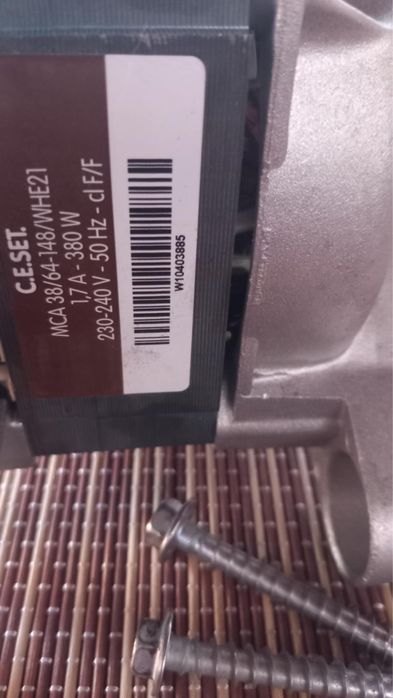 C.E.SET.
MCA 38/64-148/WHE21
1,7 A - 380 W
230-240 V - 50 Hz - cl F/F
W10403885